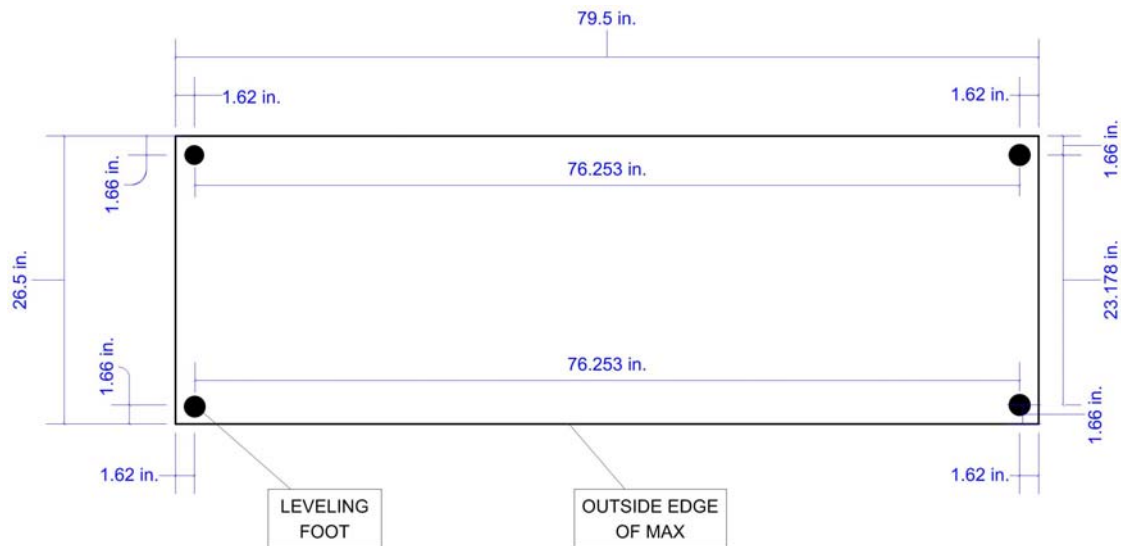 79.5 in.
1.62 in.
1.62 in.
1.66 in.
1.66 in.
76.253 in.
26.5 in.
23.178 in.
1.66 in.
76.253 in.
1.66 in.
1.62 in.
1.62 in.
LEVELING
FOOT
OUTSIDE EDGE
OF MAX